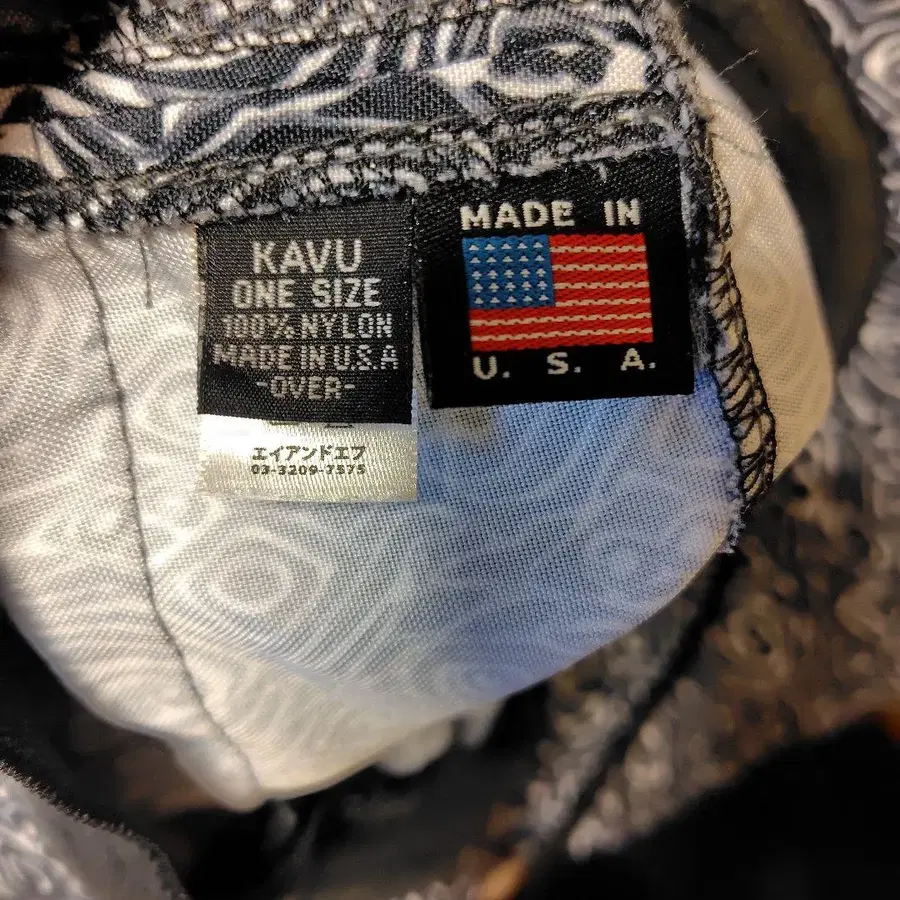 KAVU
ONE SIZE
100% NYLON
MADE IN U.S.A
-OVER-
エイアンドエフ
03-3209-7575
MADE IN
U. S. A.